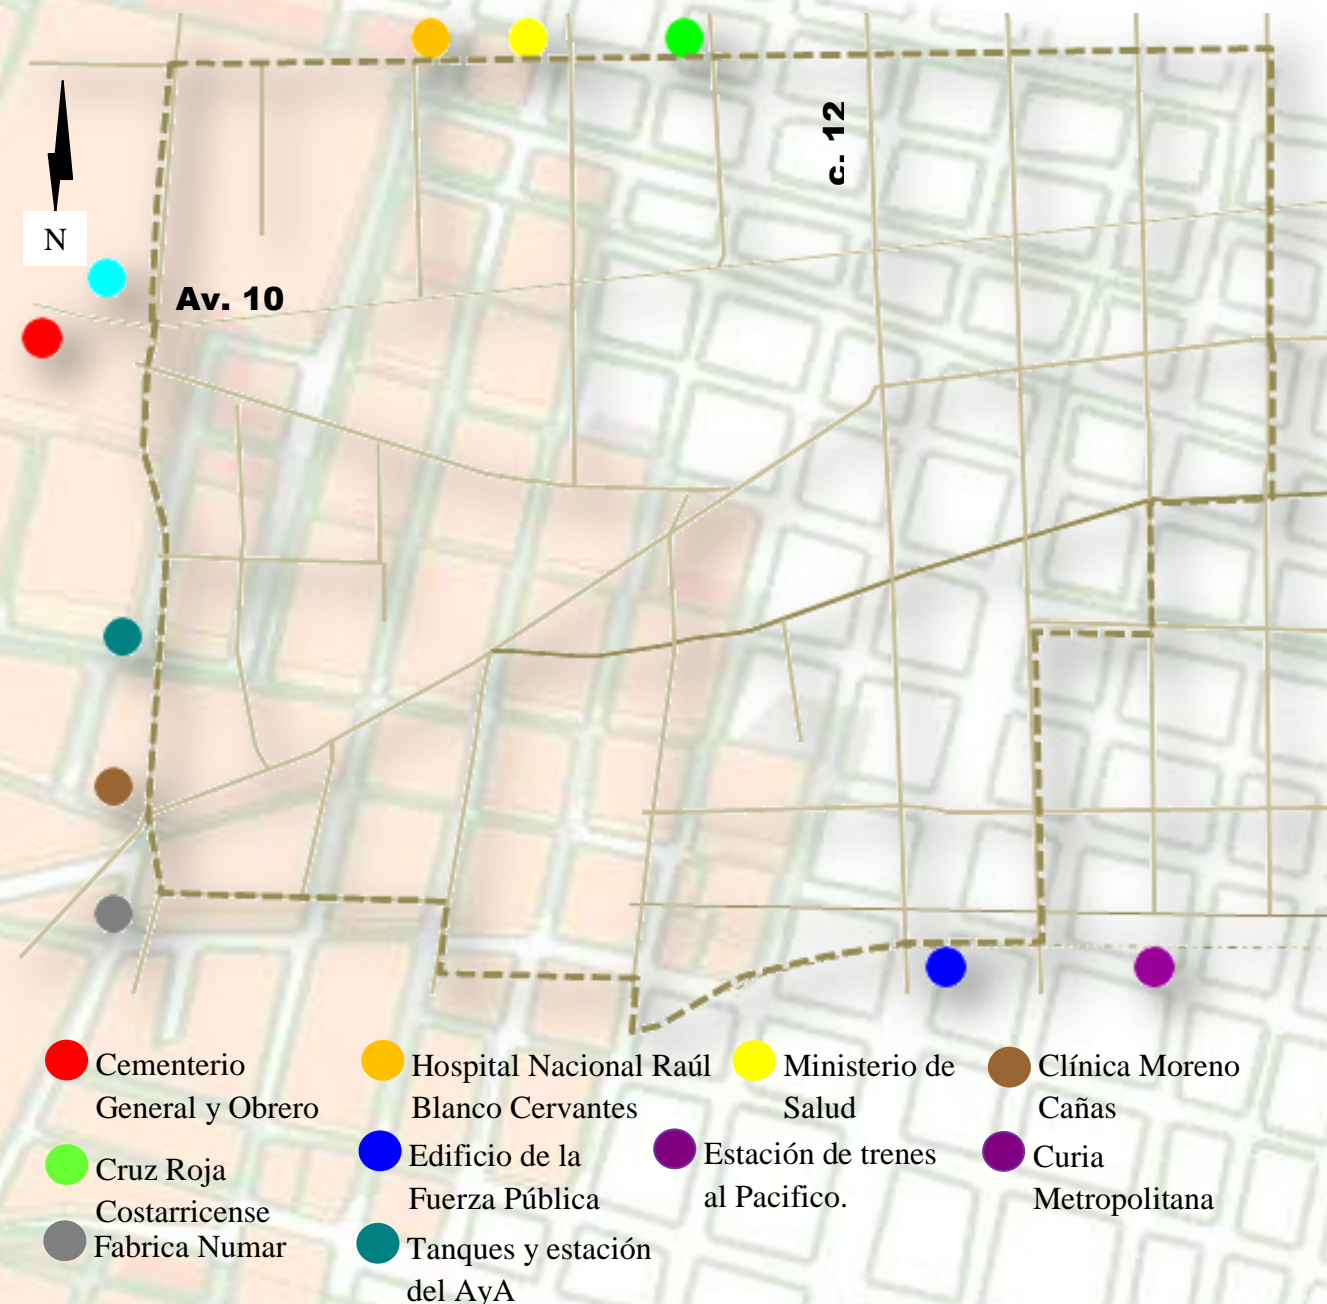 c. 12
N
Av. 10
Cementerio
General y Obrero
Hospital Nacional Raúl
Blanco Cervantes
Ministerio de
Salud
Clínica Moreno
Cañas
Cruz Roja
Costarricense
Edificio de la
Fuerza Pública
Estación de trenes
al Pacifico.
Curia
Metropolitana
Fabrica Numar
Tanques y estación
del AyA